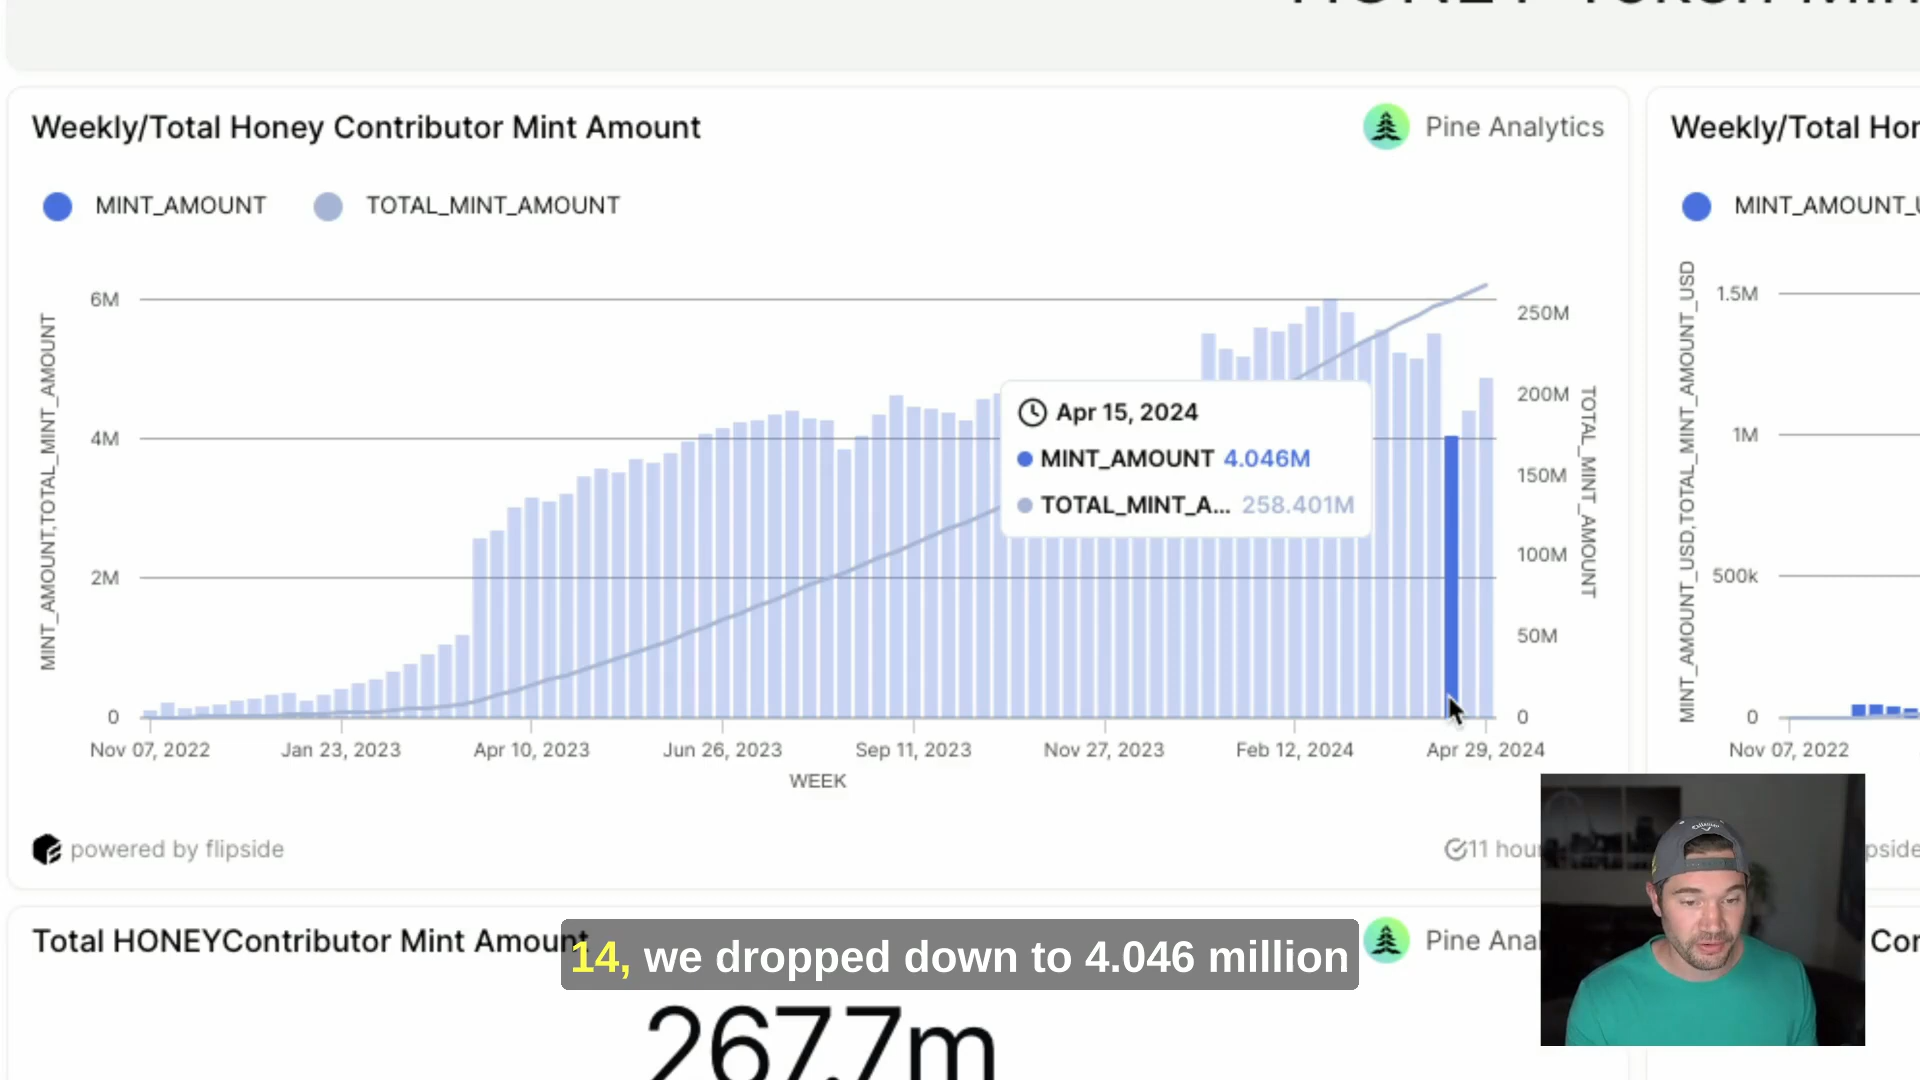 Weekly/Total Honey Contributor Mint Amount
Pine Analytics
MINT_AMOUNT
TOTAL_MINT_AMOUNT
MINT_AMOUNT,TOTAL_MINT_AMOUNT
6M
4M
2M
0
250M
200M
150M
100M
50M
0
TOTAL_MINT_AMOUNT
Apr 15, 2024
MINT_AMOUNT 4.046M
TOTAL_MINT_A... 258.401M
Nov 07, 2022
Jan 23, 2023
Apr 10, 2023
Jun 26, 2023
Sep 11, 2023
Nov 27, 2023
Feb 12, 2024
Apr 29, 2024
WEEK
powered by flipside
11 hou
Weekly/Total Hon
MINT_AMOUNT_U
MINT_AMOUNT_USD,TOTAL_MINT_AMOUNT_USD
1.5M
1M
500k
0
Nov 07, 2022
pside
Total HONEYContributor Mint Amount
Pine Anal
Con
14, we dropped down to 4.046 million
267.7m